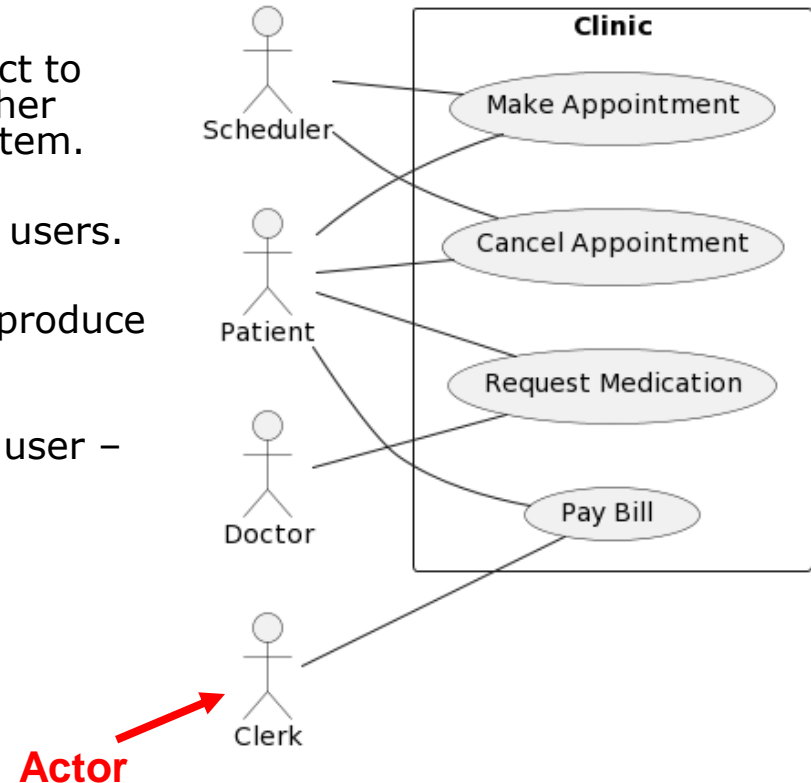 ct to
her
tem.
users.
produce
user –
Clinic
Scheduler
Make Appointment
Cancel Appointment
Patient
Request Medication
Doctor
Pay Bill
Clerk
Actor